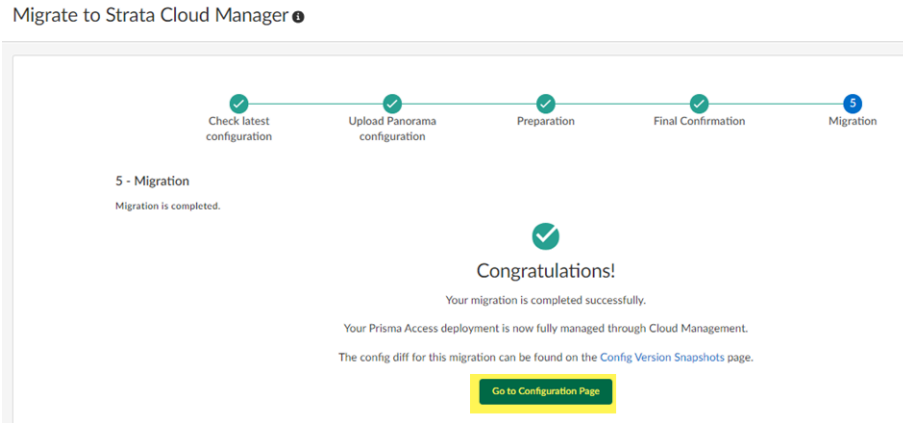 Migrate to Strata Cloud Manager
Check latest
configuration
Upload Panorama
configuration
Preparation
Final Confirmation
5
Migration
5 - Migration
Migration is completed.
Congratulations!
Your migration is completed successfully.
Your Prisma Access deployment is now fully managed through Cloud Management.
The config diff for this migration can be found on the Config Version Snapshots page.
Go to Configuration Page